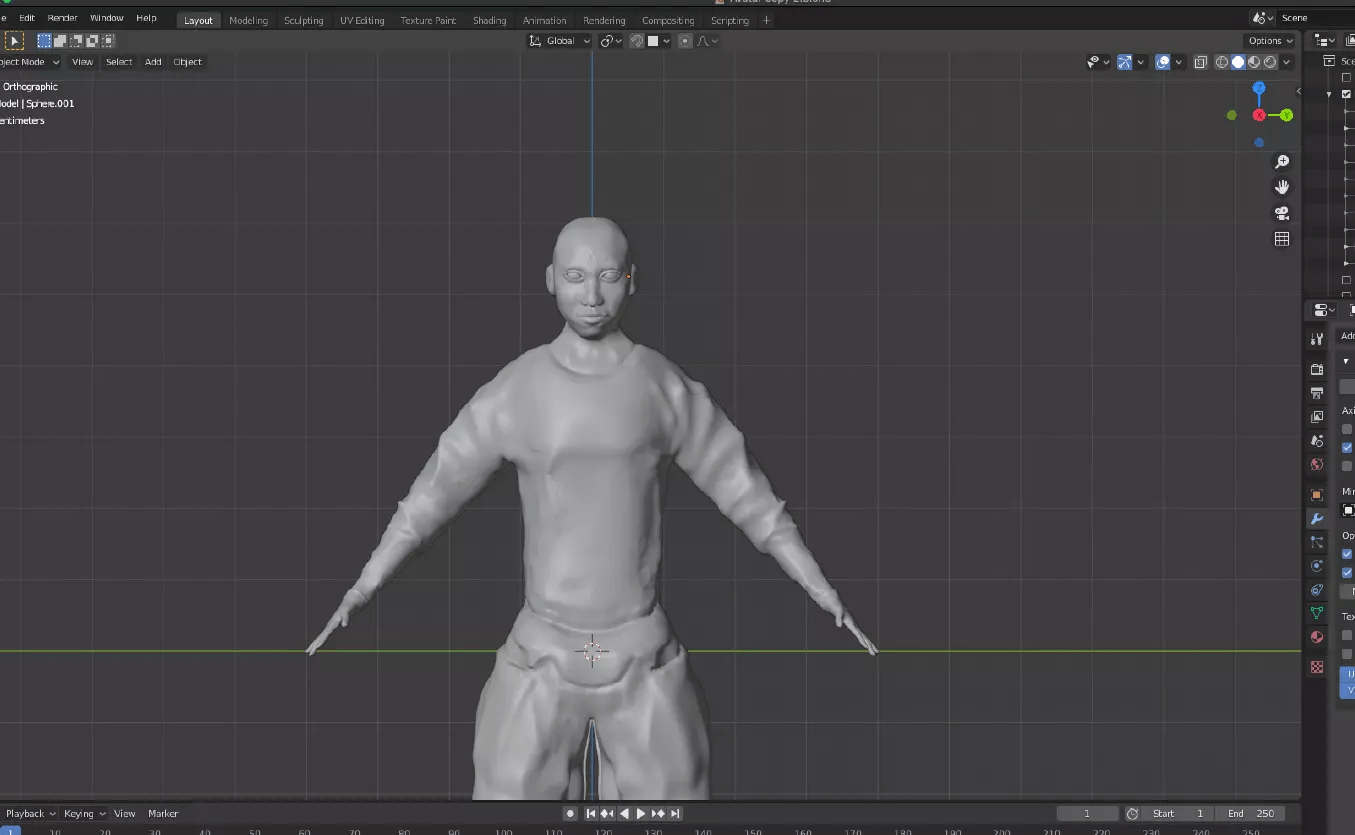 Edit Render Window Help Layout Modeling Sculpting UV Editing Texture Paint Shading Animation Rendering Compositing Scripting + Scene
Global Options
ject Mode View Select Add Object
Orthographic
odel | Sphere.001
entimeters
Z
X Y
Playback Keying View Marker 1 Start 1 End 250
1 10 20 30 40 50 60 70 80 90 100 110 120 130 140 150 160 170 180 190 200 210 220 230 240 250